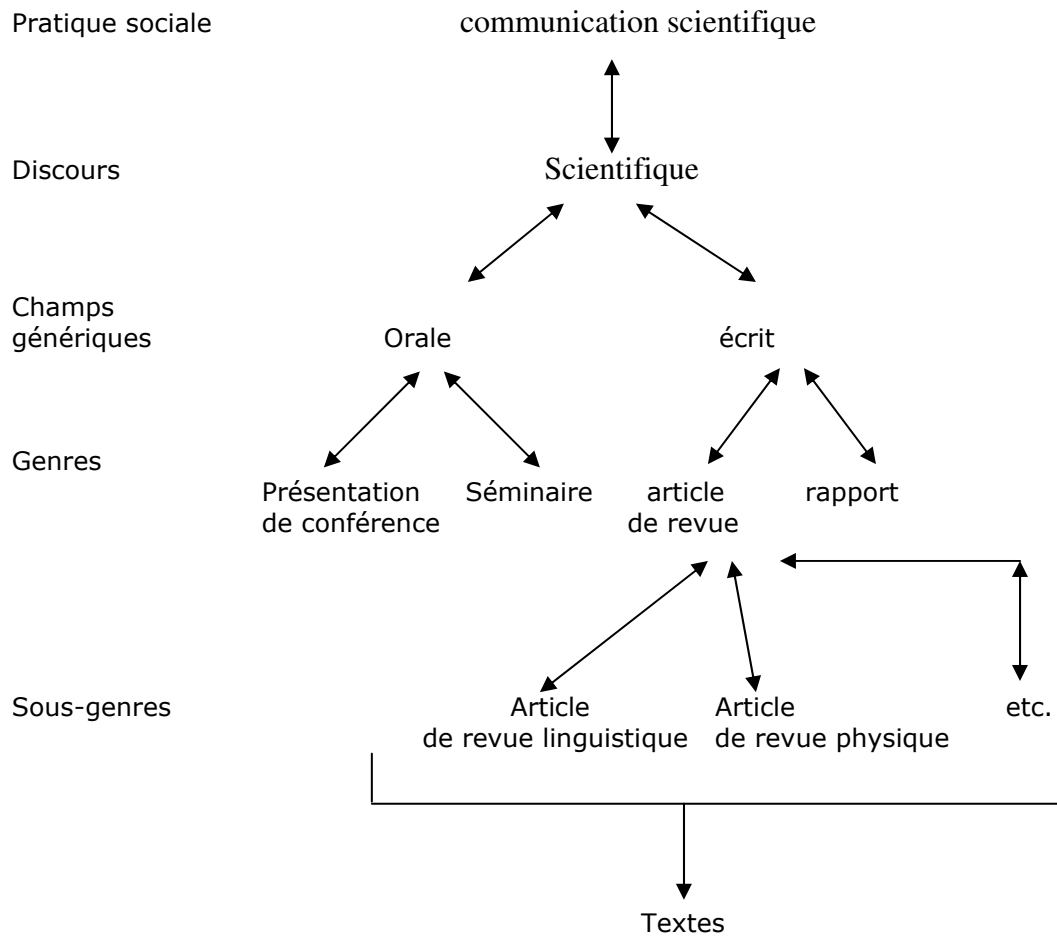 Pratique sociale communication scientifique
Discours Scientifique
Champs
génériques Orale écrit
Genres
Présentation Séminaire article rapport
de conférence de revue
Sous-genres Article Article etc.
de revue linguistique de revue physique
Textes